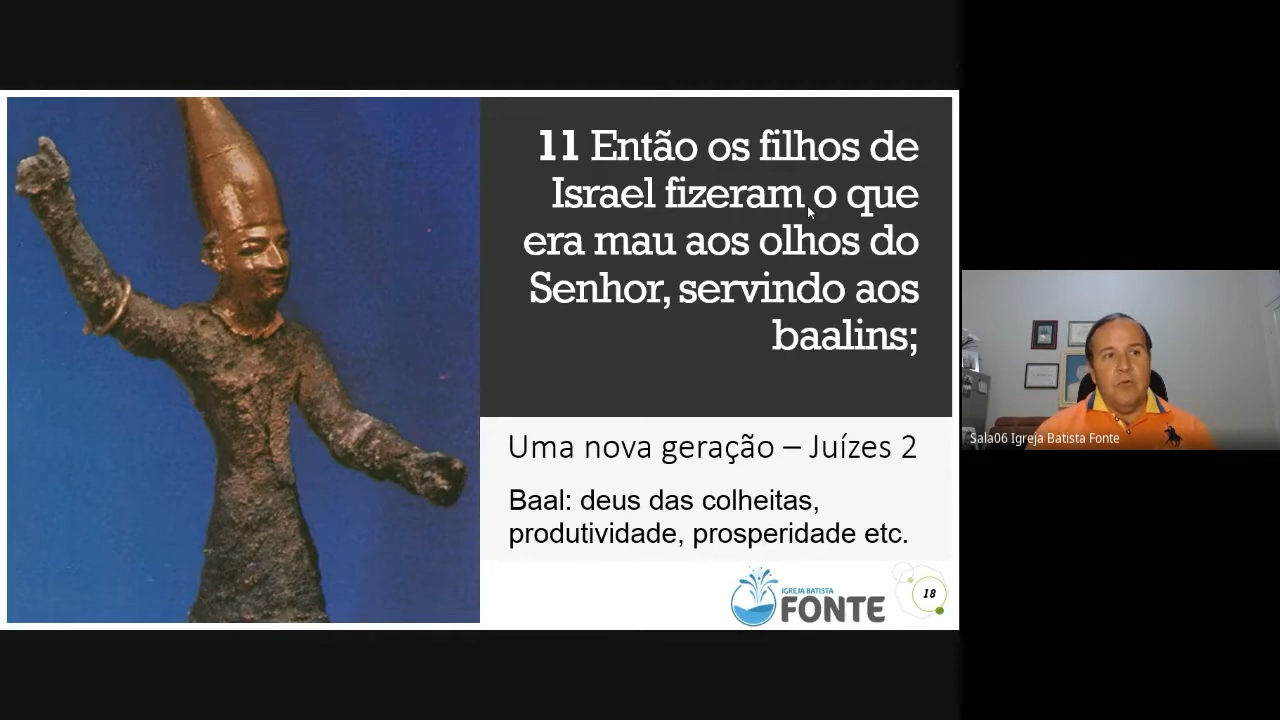 11 Então os filhos de
Israel fizeram o que
era mau aos olhos do
Senhor, servindo aos
baalins;
Uma nova geração – Juízes 2
Baal: deus das colheitas,
produtividade, prosperidade etc.
IGREJA BATISTA
FONTE
18
Sala06 Igreja Batista Fonte